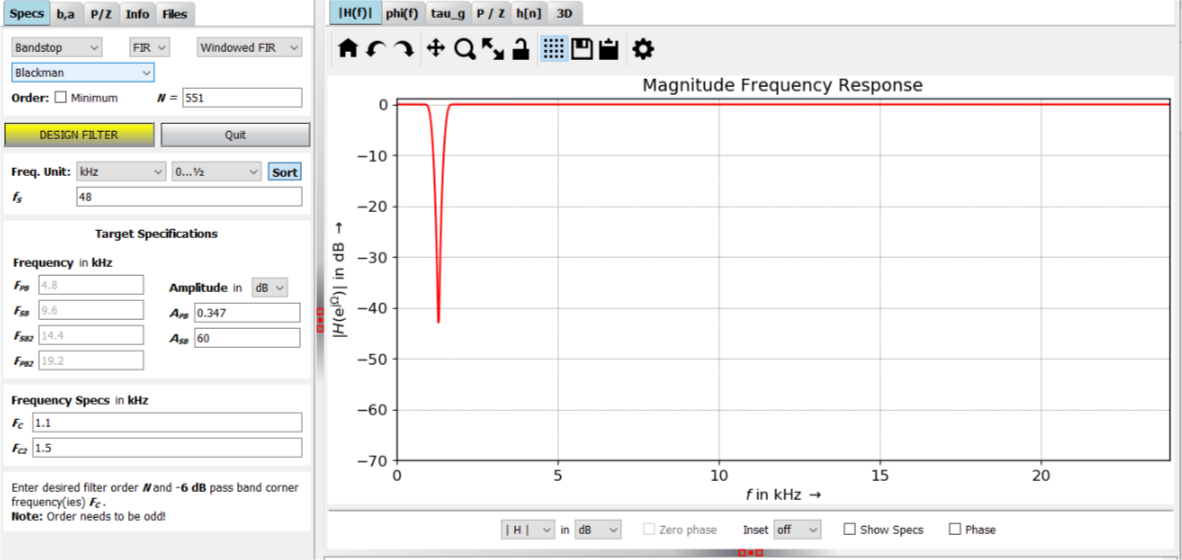 Specs b,a P/Z Info Files
Bandstop FIR Windowed FIR
Blackman
Order: Minimum N = 551
DESIGN FILTER Quit
Freq. Unit: kHz 0...½ Sort
fs 48
Target Specifications
Frequency in kHz
FPB 4.8
Amplitude in dB
FSB 9.6
APB 0.347
FSB2 14.4
ASB 60
FPB2 19.2
Frequency Specs in kHz
FC 1.1
FC2 1.5
Enter desired filter order N and -6 dB pass band corner
frequency(ies) FC .
Note: Order needs to be odd!
|H(f)| phi(f) tau_g P / Z h[n] 3D
Magnitude Frequency Response
|H(e^jΩ)| in dB →
0
−10
−20
−30
−40
−50
−60
−70
0 5 10 15 20
f in kHz →
| H | in dB Zero phase Inset off Show Specs Phase